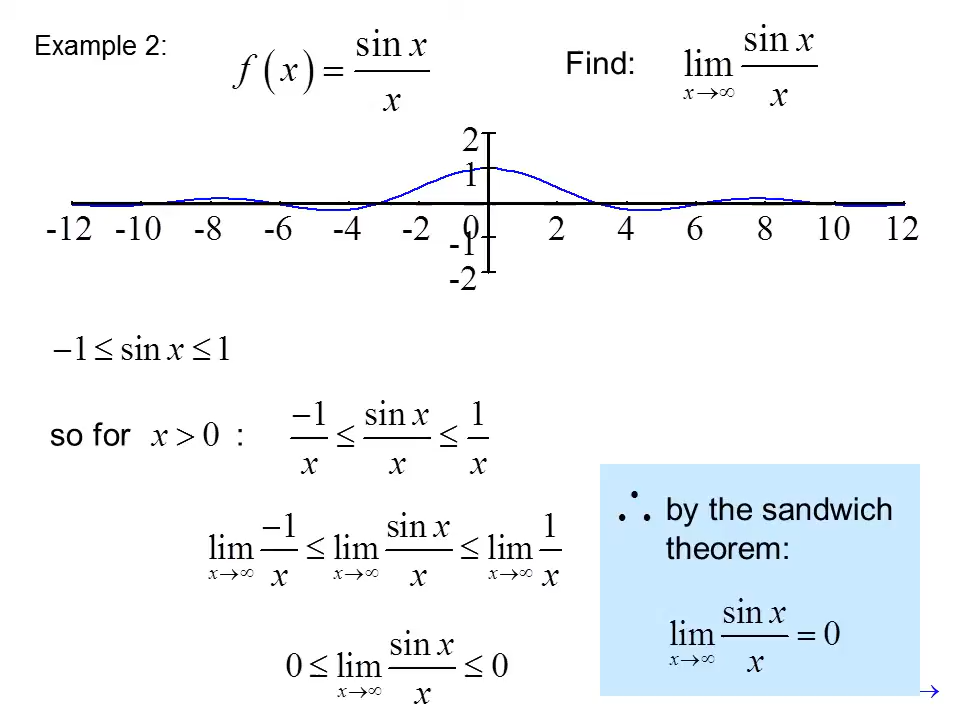 Example 2: f(x) = sin x / x Find: lim x→∞ sin x / x
2
1
-12 -10 -8 -6 -4 -2 0 2 4 6 8 10 12
-1
-2
−1 ≤ sin x ≤ 1
so for x > 0 : −1/x ≤ sin x / x ≤ 1/x
lim x→∞ −1/x ≤ lim x→∞ sin x / x ≤ lim x→∞ 1/x
0 ≤ lim x→∞ sin x / x ≤ 0
∴ by the sandwich
theorem:
lim x→∞ sin x / x = 0
→